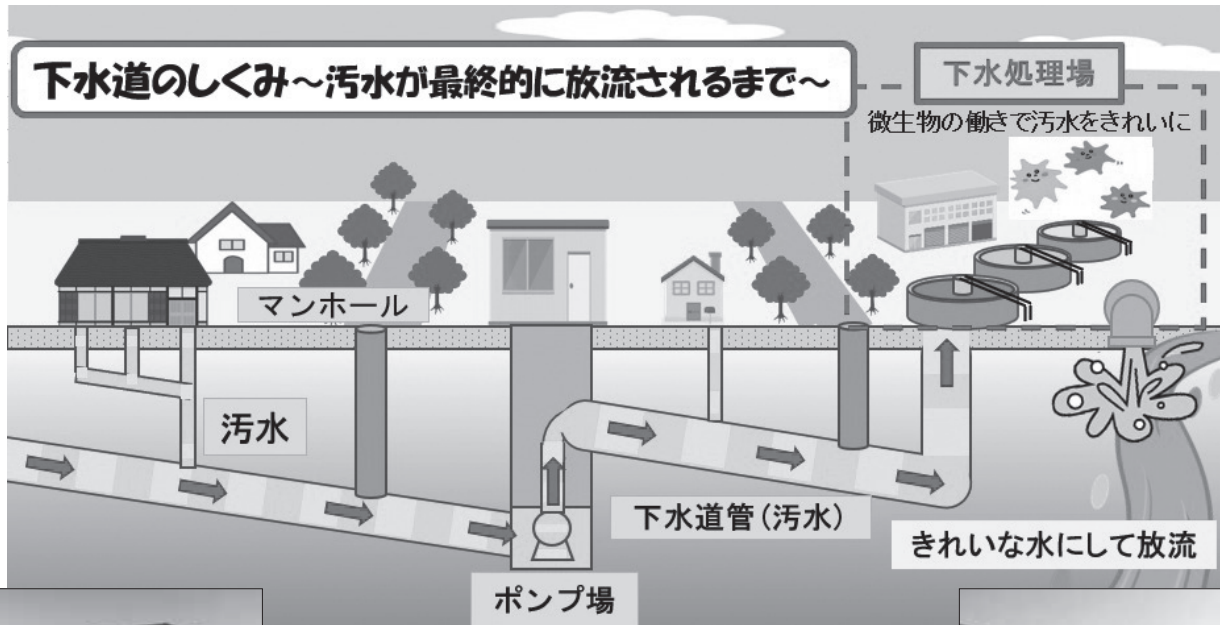 下水道のしくみ～汚水が最終的に放流されるまで～
下水処理場
微生物の働きで汚水をきれいに
マンホール
汚水
下水道管(汚水)
きれいな水にして放流
ポンプ場